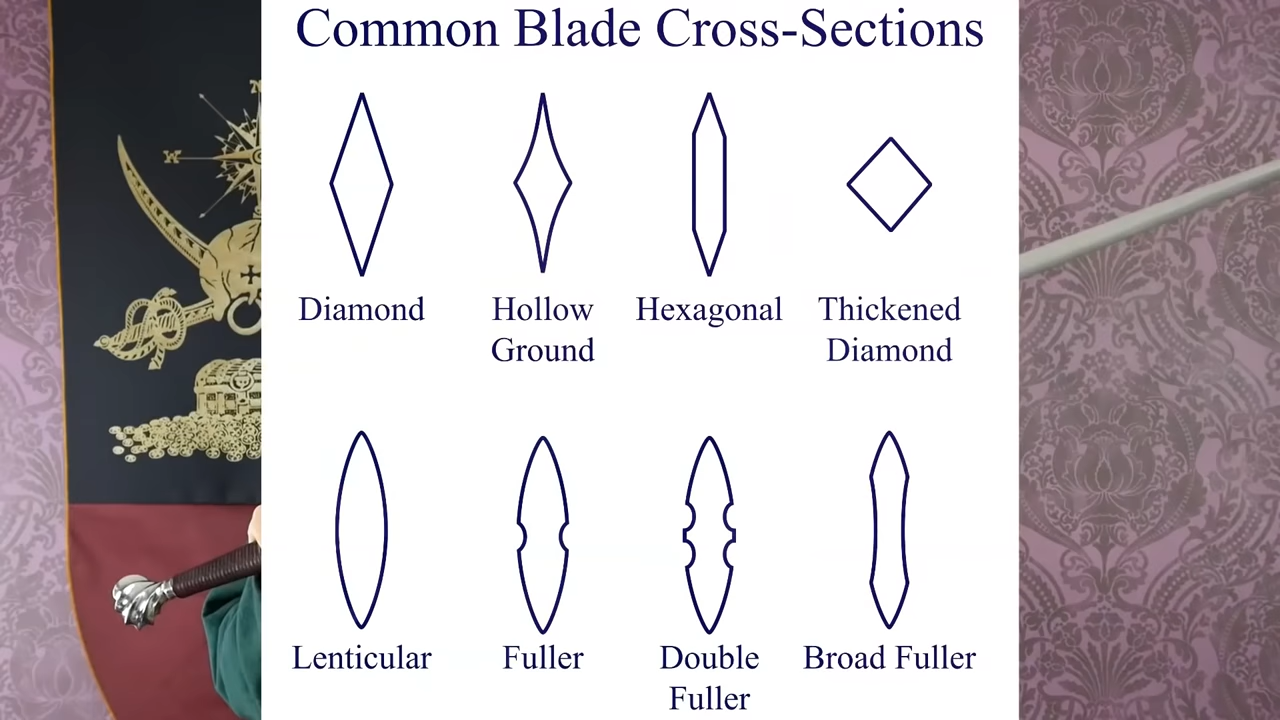 Common Blade Cross-Sections
N
W
Diamond
Hollow
Ground
Hexagonal
Thickened
Diamond
Lenticular
Fuller
Double
Fuller
Broad Fuller